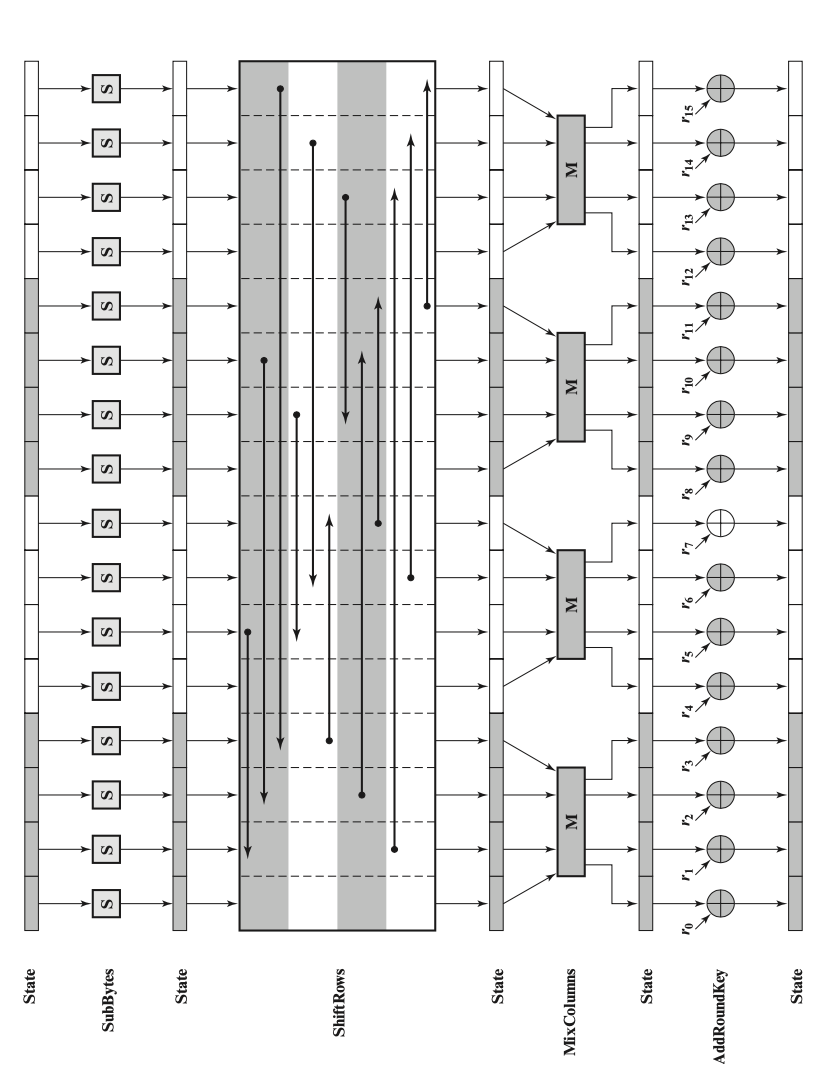 State
SubBytes S S S S S S S S S S S S S S S S
State
ShiftRows
State
MixColumns M M M M
State
r0 r1 r2 r3 r4 r5 r6 r7 r8 r9 r10 r11 r12 r13 r14 r15
AddRoundKey
State